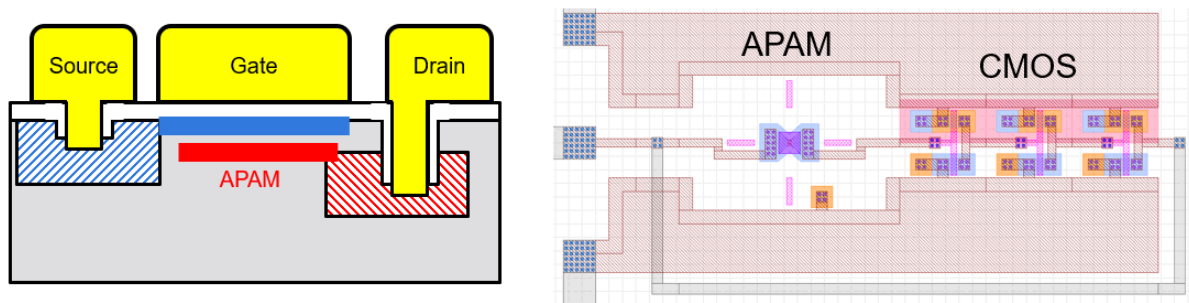 Source
Gate
Drain
APAM
APAM
CMOS